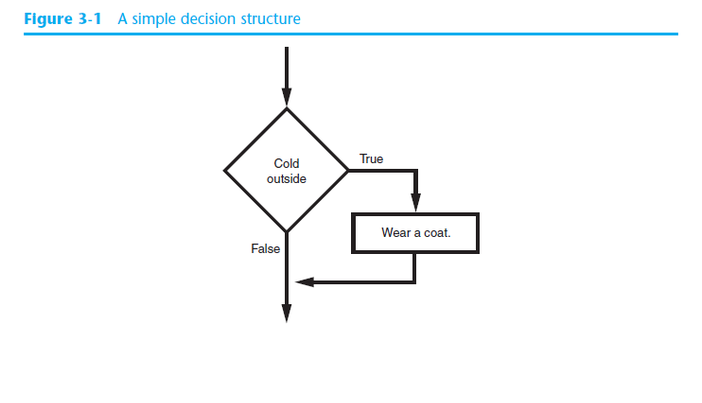 Figure 3-1 A simple decision structure
Cold
outside
True
Wear a coat.
False